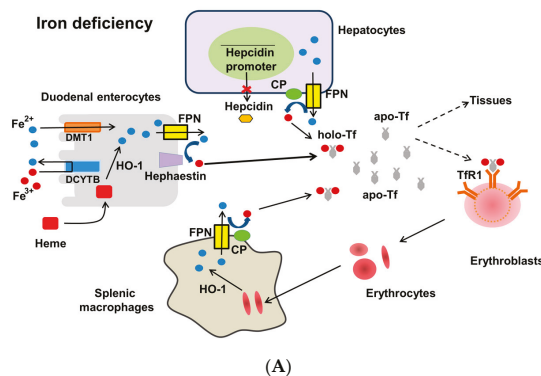 Iron deficiency
Hepatocytes
Hepcidin
promoter
CP
FPN
Hepcidin
Duodenal enterocytes
FPN
Fe2+
DMT1
HO-1
DCYTB
Hephaestin
Fe3+
Heme
holo-Tf
apo-Tf
apo-Tf
Tissues
TfR1
Erythroblasts
FPN
CP
HO-1
Splenic
macrophages
Erythrocytes
(A)